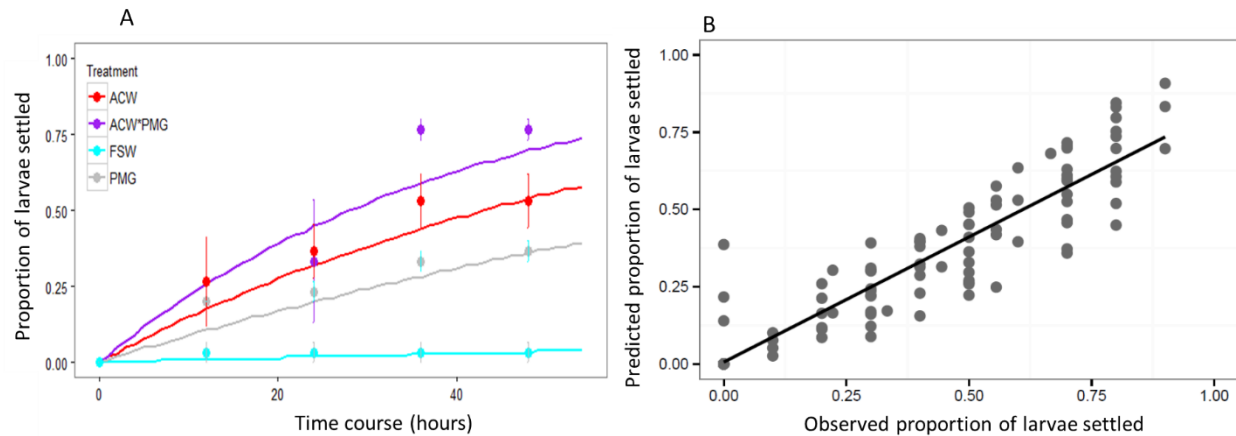 A
Proportion of larvae settled
1.00
0.75
0.50
0.25
0.00
Treatment
ACW
ACW*PMG
FSW
PMG
0
20
40
Time course (hours)
B
Predicted proportion of larvae settled
1.00
0.75
0.50
0.25
0.00
0.00
0.25
0.50
0.75
1.00
Observed proportion of larvae settled